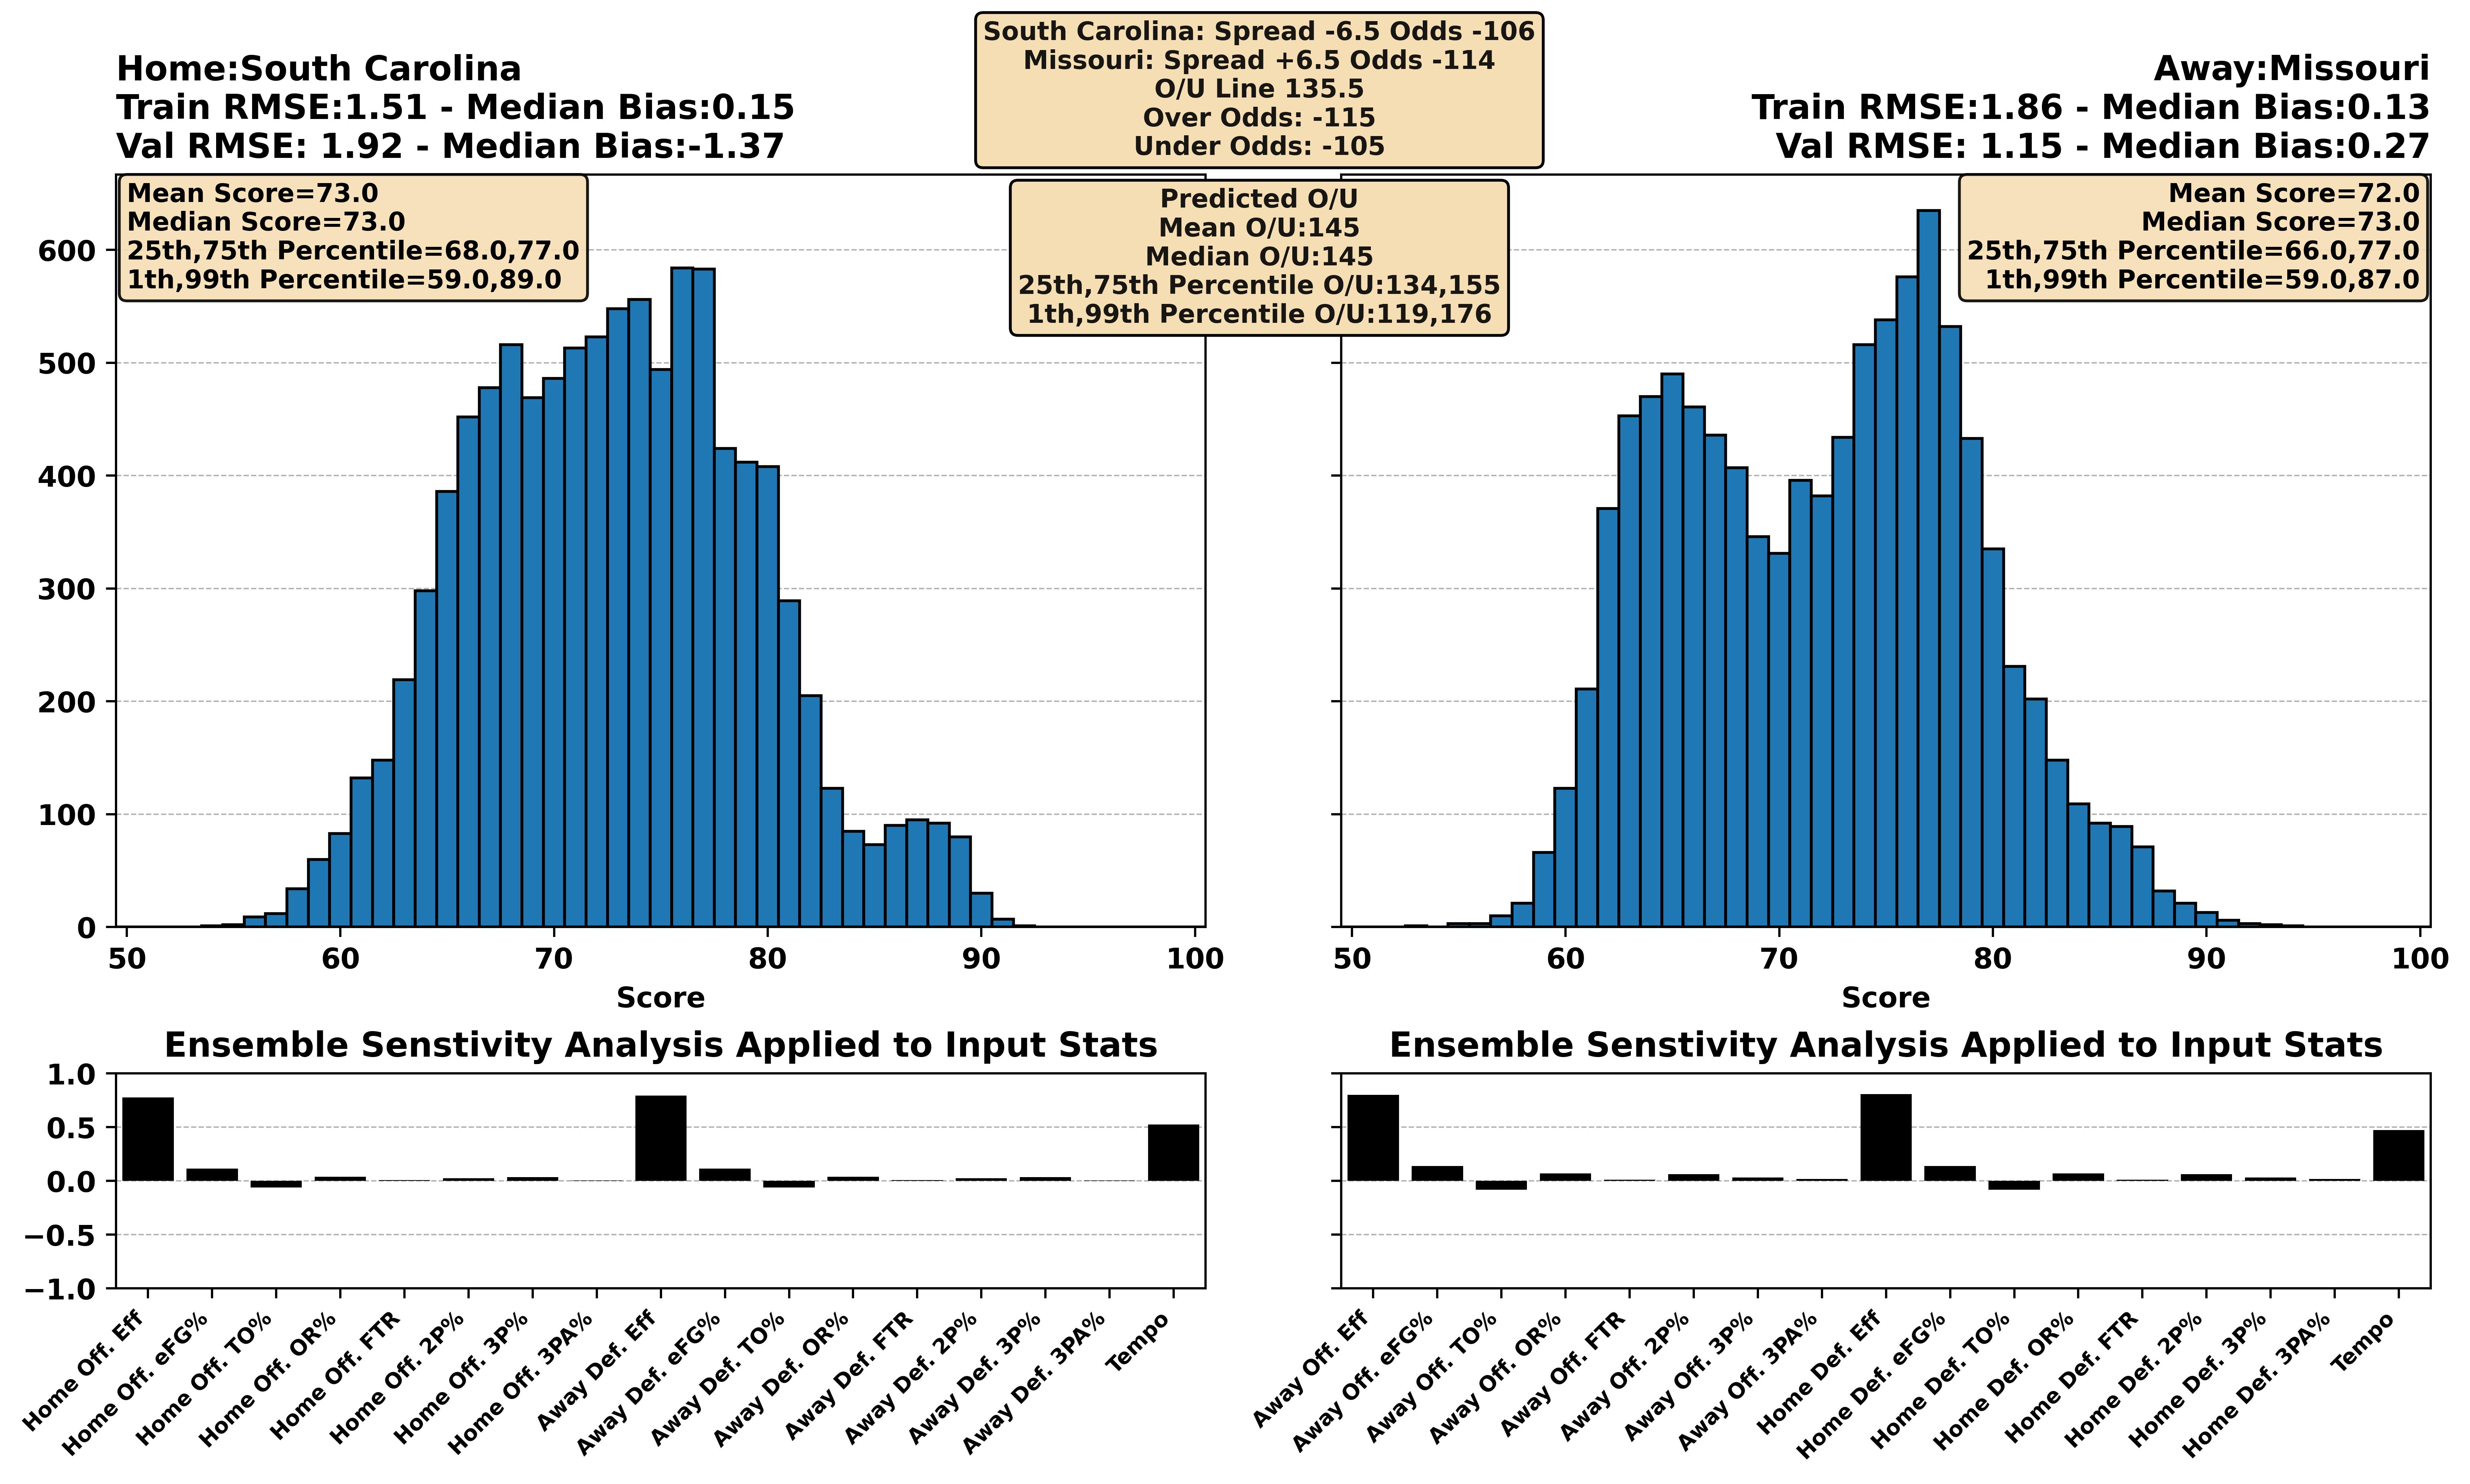 South Carolina: Spread -6.5 Odds -106
Missouri: Spread +6.5 Odds -114
O/U Line 135.5
Over Odds: -115
Under Odds: -105
Home:South Carolina
Train RMSE:1.51 - Median Bias:0.15
Val RMSE: 1.92 - Median Bias:-1.37
Away:Missouri
Train RMSE:1.86 - Median Bias:0.13
Val RMSE: 1.15 - Median Bias:0.27
Mean Score=73.0
Median Score=73.0
25th,75th Percentile=68.0,77.0
1th,99th Percentile=59.0,89.0
Predicted O/U
Mean O/U:145
Median O/U:145
25th,75th Percentile O/U:134,155
1th,99th Percentile O/U:119,176
Mean Score=72.0
Median Score=73.0
25th,75th Percentile=66.0,77.0
1th,99th Percentile=59.0,87.0
600
500
400
300
200
100
0
50 60 70 80 90 100
Score
50 60 70 80 90 100
Score
Ensemble Senstivity Analysis Applied to Input Stats
1.0
0.5
0.0
−0.5
−1.0
Home Off. Eff
Home Off. eFG%
Home Off. TO%
Home Off. OR%
Home Off. FTR
Home Off. 2P%
Home Off. 3P%
Home Off. 3PA%
Away Def. Eff
Away Def. eFG%
Away Def. TO%
Away Def. OR%
Away Def. FTR
Away Def. 2P%
Away Def. 3P%
Away Def. 3PA%
Tempo
Ensemble Senstivity Analysis Applied to Input Stats
Away Off. Eff
Away Off. eFG%
Away Off. TO%
Away Off. OR%
Away Off. FTR
Away Off. 2P%
Away Off. 3P%
Away Off. 3PA%
Home Def. Eff
Home Def. eFG%
Home Def. TO%
Home Def. OR%
Home Def. FTR
Home Def. 2P%
Home Def. 3P%
Home Def. 3PA%
Tempo